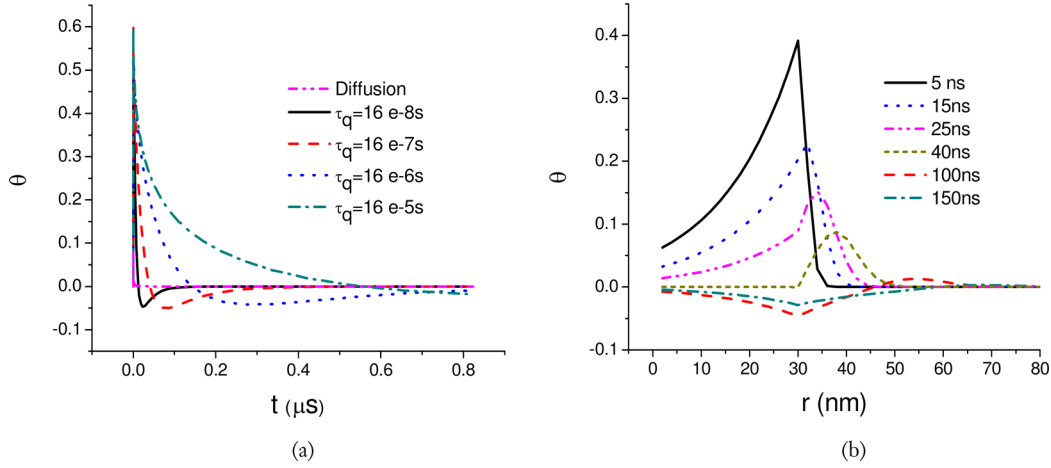 0.6
0.5
0.4
0.3
0.2
0.1
0.0
-0.1
θ
Diffusion
τq=16 e-8s
τq=16 e-7s
τq=16 e-6s
τq=16 e-5s
0.0 0.2 0.4 0.6 0.8
t (μs)
(a)
0.4
0.3
0.2
0.1
0.0
-0.1
θ
5 ns
15ns
25ns
40ns
100ns
150ns
0 10 20 30 40 50 60 70 80
r (nm)
(b)